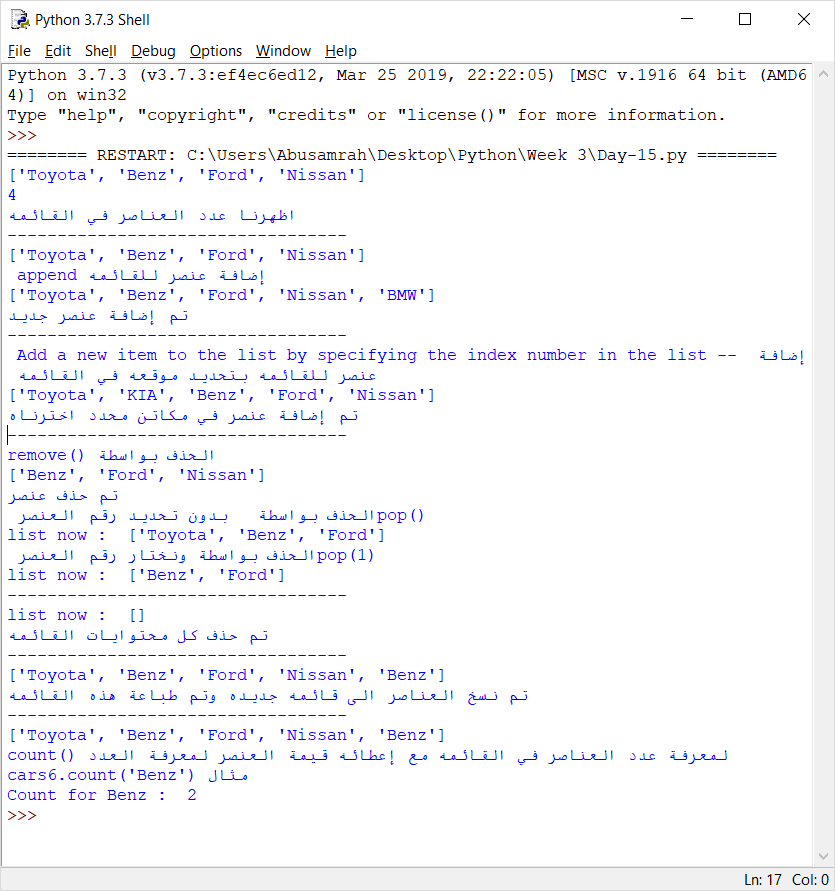 Python 3.7.3 Shell
File Edit Shell Debug Options Window Help
Python 3.7.3 (v3.7.3:ef4ec6ed12, Mar 25 2019, 22:22:05) [MSC v.1916 64 bit (AMD6
4)] on win32
Type "help", "copyright", "credits" or "license()" for more information.
>>>
======== RESTART: C:\Users\Abusamrah\Desktop\Python\Week 3\Day-15.py ========
['Toyota', 'Benz', 'Ford', 'Nissan']
4
اظهرنا عدد العناصر في القائمه
----------------------------------
['Toyota', 'Benz', 'Ford', 'Nissan']
append إضافة عنصر للقائمه
['Toyota', 'Benz', 'Ford', 'Nissan', 'BMW']
تم إضافة عنصر جديد
----------------------------------
Add a new item to the list by specifying the index number in the list -- إضافة
عنصر للقائمه بتحديد موقعه في القائمه
['Toyota', 'KIA', 'Benz', 'Ford', 'Nissan']
تم إضافة عنصر في مكاتن محدد اخترناه
----------------------------------
remove() الحذف بواسطة
['Benz', 'Ford', 'Nissan']
تم حذف عنصر
الحذف بواسطة   بدون تحديد رقم العنصر pop()
list now :  ['Toyota', 'Benz', 'Ford']
الحذف بواسطة ونختار رقم العنصر pop(1)
list now :  ['Benz', 'Ford']
----------------------------------
list now :  []
تم حذف كل محتوايات القائمه
----------------------------------
['Toyota', 'Benz', 'Ford', 'Nissan', 'Benz']
تم نسخ العناصر الى قائمه جديده وتم طباعة هذه القائمه
----------------------------------
['Toyota', 'Benz', 'Ford', 'Nissan', 'Benz']
count() لمعرفة عدد العناصر في القائمه مع إعطائه قيمة العنصر لمعرفة العدد
cars6.count('Benz') مثال
Count for Benz :  2
>>>
Ln: 17 Col: 0